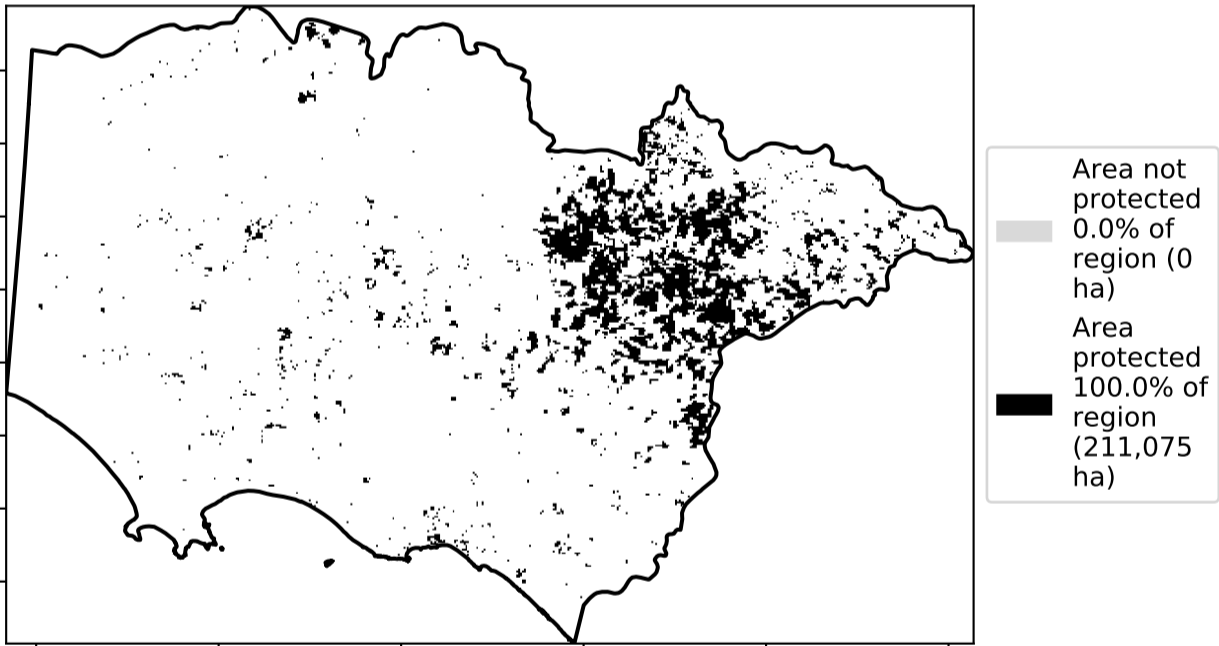 Area not
protected
0.0% of
region (0
ha)
Area
protected
100.0% of
region
(211,075
ha)